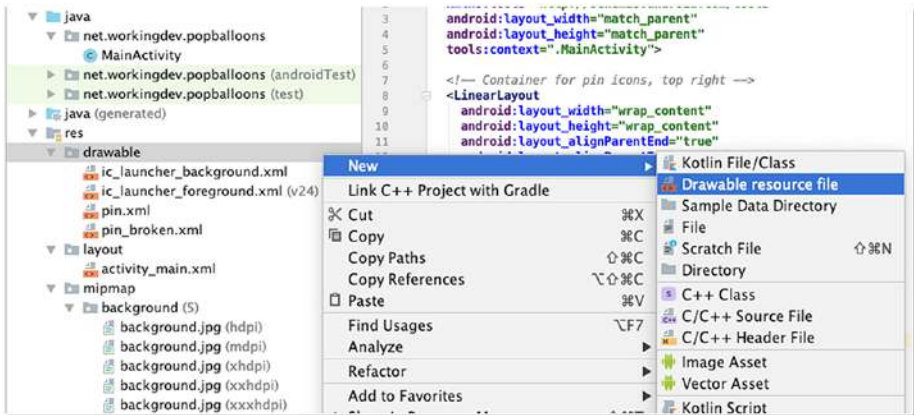 java
net.workingdev.popballoons
MainActivity
net.workingdev.popballoons (androidTest)
net.workingdev.popballoons (test)
java (generated)
res
drawable
ic_launcher_background.xml
ic_launcher_foreground.xml (v24)
pin.xml
pin_broken.xml
layout
activity_main.xml
mipmap
background (5)
background.jpg (hdpi)
background.jpg (mdpi)
background.jpg (xhdpi)
background.jpg (xxhdpi)
background.jpg (xxxhdpi)
3 android:layout_width="match_parent"
4 android:layout_height="match_parent"
5 tools:context=".MainActivity">
6
7 <!-- Container for pin icons, top right -->
8 <LinearLayout
9 android:layout_width="wrap_content"
10 android:layout_height="wrap_content"
11 android:layout_alignParentEnd="true"
New
Link C++ Project with Gradle
Cut ⌘X
Copy ⌘C
Copy Paths ⇧⌘C
Copy References ⌥⇧⌘C
Paste ⌘V
Find Usages ⌥F7
Analyze
Refactor
Add to Favorites
Kotlin File/Class
Drawable resource file
Sample Data Directory
File
Scratch File ⇧⌘N
Directory
C++ Class
C/C++ Source File
C/C++ Header File
Image Asset
Vector Asset
Kotlin Script